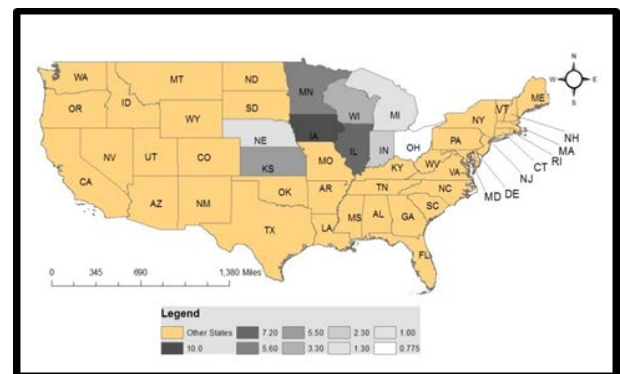 N
W E
S
WA
MT
ND
MN
ME
OR
ID
SD
WI
MI
NY
VT
WY
NH
IA
MA
NE
PA
RI
NV
UT
CO
IL
IN
OH
CT
NJ
KS
MO
WV
VA
DE
MD
CA
KY
OK
AR
TN
NC
AZ
NM
SC
MS
AL
GA
TX
LA
FL
0 345 690 1,380 Miles
Legend
Other States 7.20 5.50 2.30 1.00
10.0 5.60 3.30 1.30 0.775